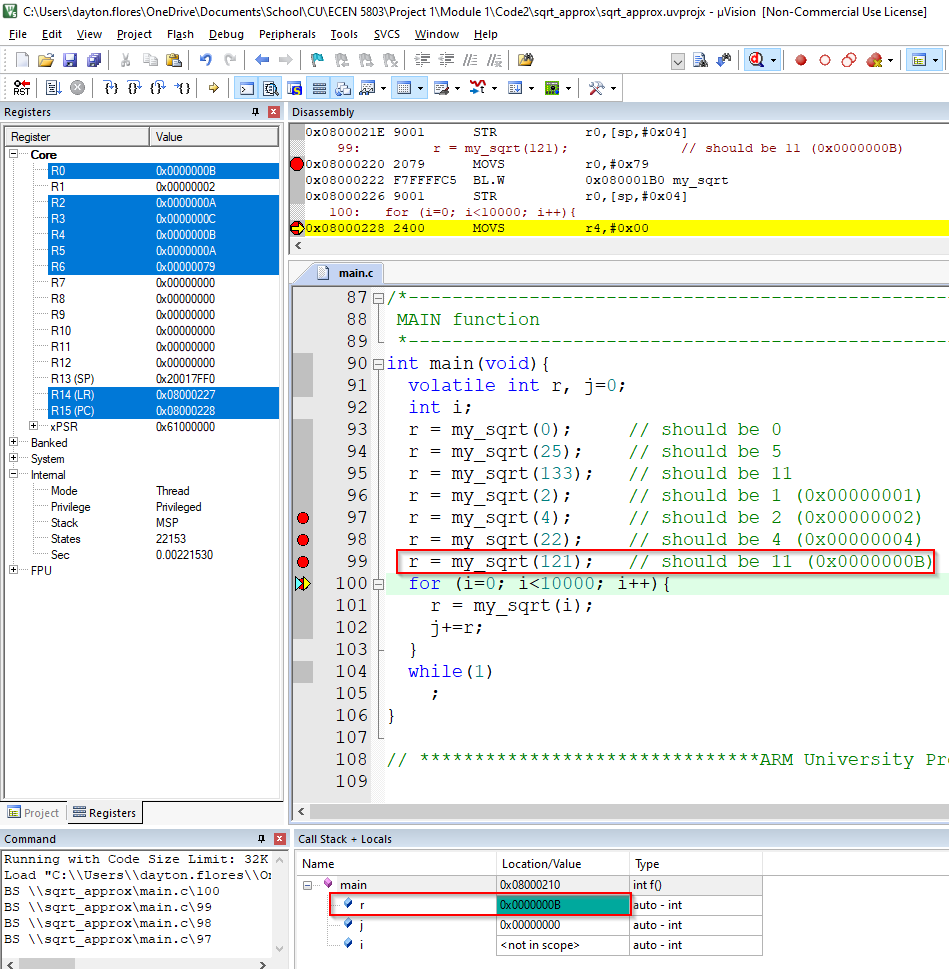 C:\Users\dayton.flores\OneDrive\Documents\School\CU\ECEN 5803\Project 1\Module 1\Code2\sqrt_approx\sqrt_approx.uvprojx - µVision [Non-Commercial Use License]
File Edit View Project Flash Debug Peripherals Tools SVCS Window Help
RST
Registers
Register Value
Core
R0 0x0000000B
R1 0x00000002
R2 0x0000000A
R3 0x0000000C
R4 0x0000000B
R5 0x0000000A
R6 0x00000079
R7 0x00000000
R8 0x00000000
R9 0x00000000
R10 0x00000000
R11 0x00000000
R12 0x00000000
R13 (SP) 0x20017FF0
R14 (LR) 0x08000227
R15 (PC) 0x08000228
xPSR 0x61000000
Banked
System
Internal
Mode Thread
Privilege Privileged
Stack MSP
States 22153
Sec 0.00221530
FPU
Project Registers
Disassembly
0x0800021E 9001 STR r0,[sp,#0x04]
99: r = my_sqrt(121); // should be 11 (0x0000000B)
0x08000220 2079 MOVS r0,#0x79
0x08000222 F7FFFFC5 BL.W 0x080001B0 my_sqrt
0x08000226 9001 STR r0,[sp,#0x04]
100: for (i=0; i<10000; i++){
0x08000228 2400 MOVS r4,#0x00
main.c
87 /*--------------------------------------------------
88 MAIN function
89 *--------------------------------------------------
90 int main(void){
91 volatile int r, j=0;
92 int i;
93 r = my_sqrt(0); // should be 0
94 r = my_sqrt(25); // should be 5
95 r = my_sqrt(133); // should be 11
96 r = my_sqrt(2); // should be 1 (0x00000001)
97 r = my_sqrt(4); // should be 2 (0x00000002)
98 r = my_sqrt(22); // should be 4 (0x00000004)
99 r = my_sqrt(121); // should be 11 (0x0000000B)
100 for (i=0; i<10000; i++){
101 r = my_sqrt(i);
102 j+=r;
103 }
104 while(1)
105 ;
106 }
107
108 // *******************************ARM University Pro
109
Command
Running with Code Size Limit: 32K
Load "C:\\Users\\dayton.flores\\On
BS \\sqrt_approx\main.c\100
BS \\sqrt_approx\main.c\99
BS \\sqrt_approx\main.c\98
BS \\sqrt_approx\main.c\97
Call Stack + Locals
Name Location/Value Type
main 0x08000210 int f()
r 0x0000000B auto - int
j 0x00000000 auto - int
i <not in scope> auto - int